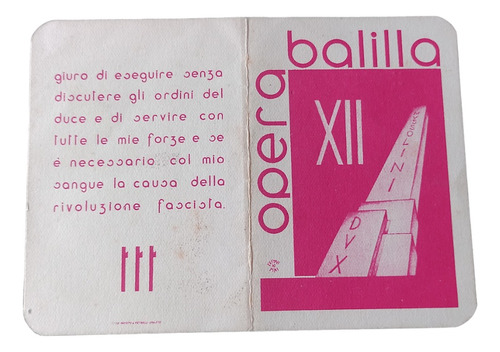 giuro di eseguire senza
discutere gli ordini del
duce e di servire con
tutte le mie forze e se
è necessario col mio
sangue la causa della
rivoluzione fascista.
opera
balilla
XII
DVX